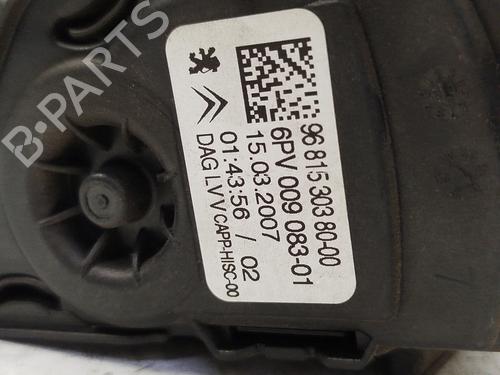 96 815 303 80-00
6PV 009 083-01
15.03.2007
01:43:56 / 02
DAG LVV CAPP-HISC-00
B-PARTS